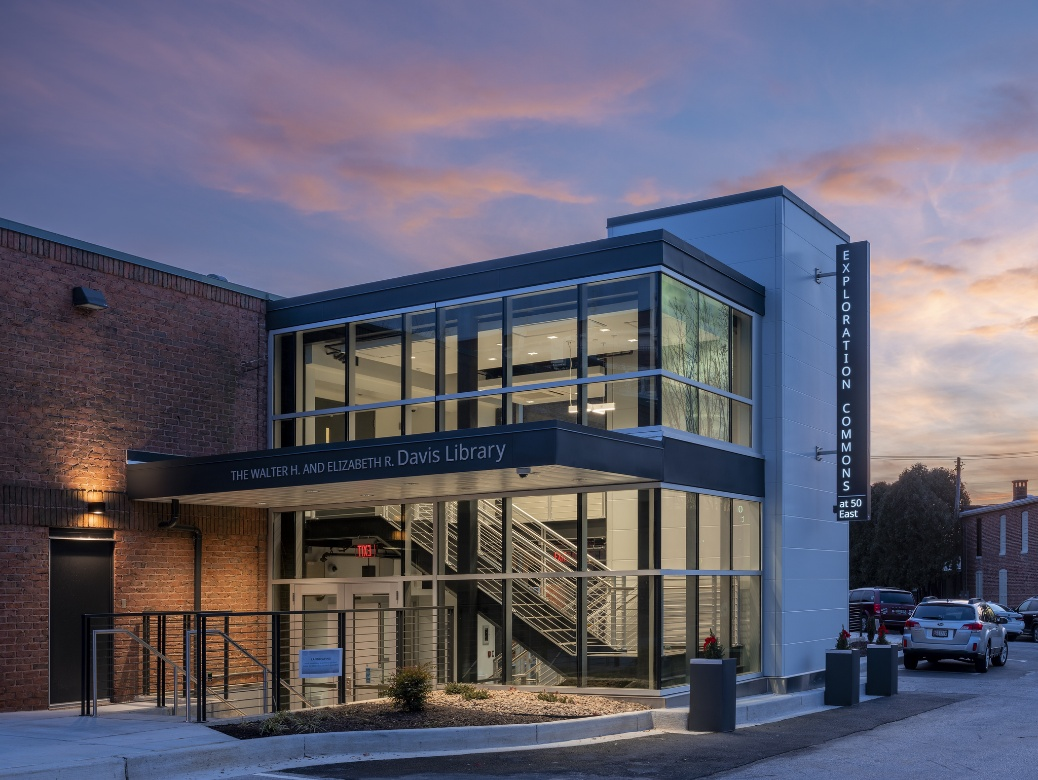 THE WALTER H. AND ELIZABETH R. Davis Library
EXPLORATION COMMONS
at 50
East
EXIT